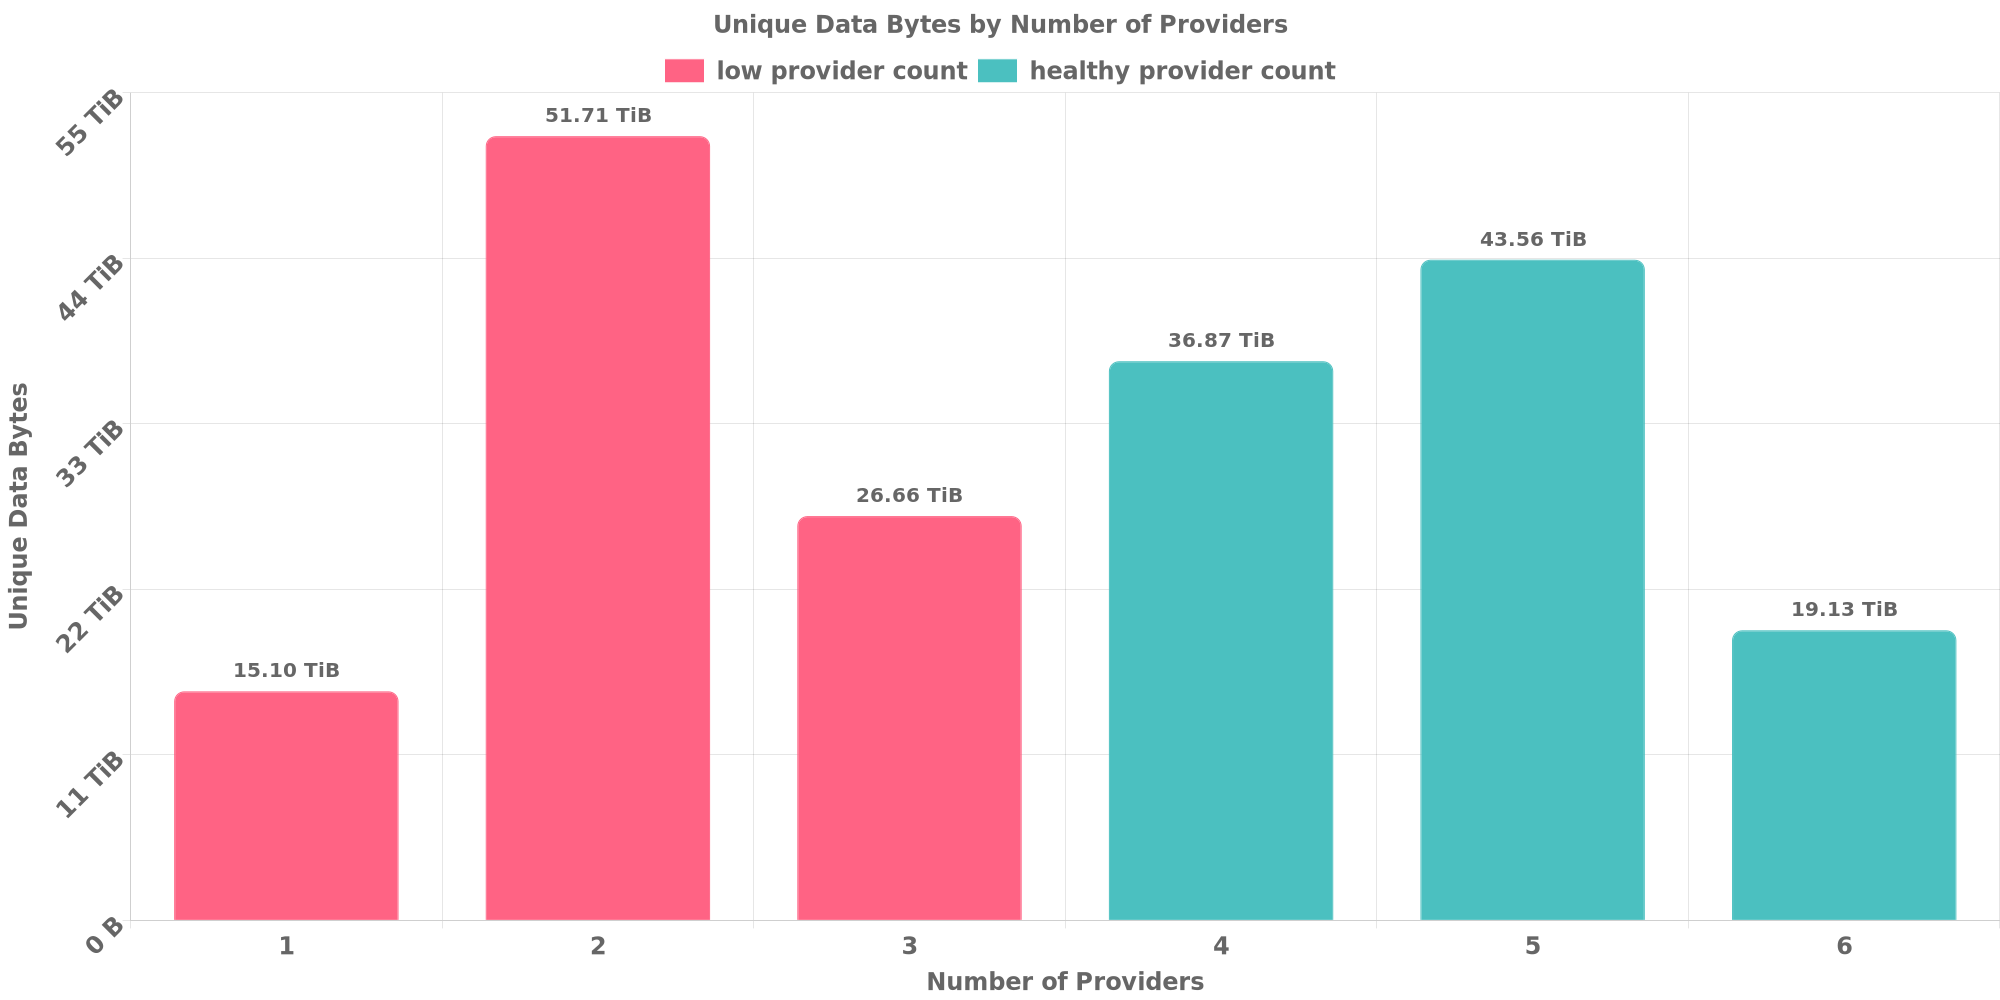 Unique Data Bytes by Number of Providers
low provider count healthy provider count
55 TiB
44 TiB
33 TiB
22 TiB
11 TiB
0 B
Unique Data Bytes
15.10 TiB
51.71 TiB
26.66 TiB
36.87 TiB
43.56 TiB
19.13 TiB
1 2 3 4 5 6
Number of Providers